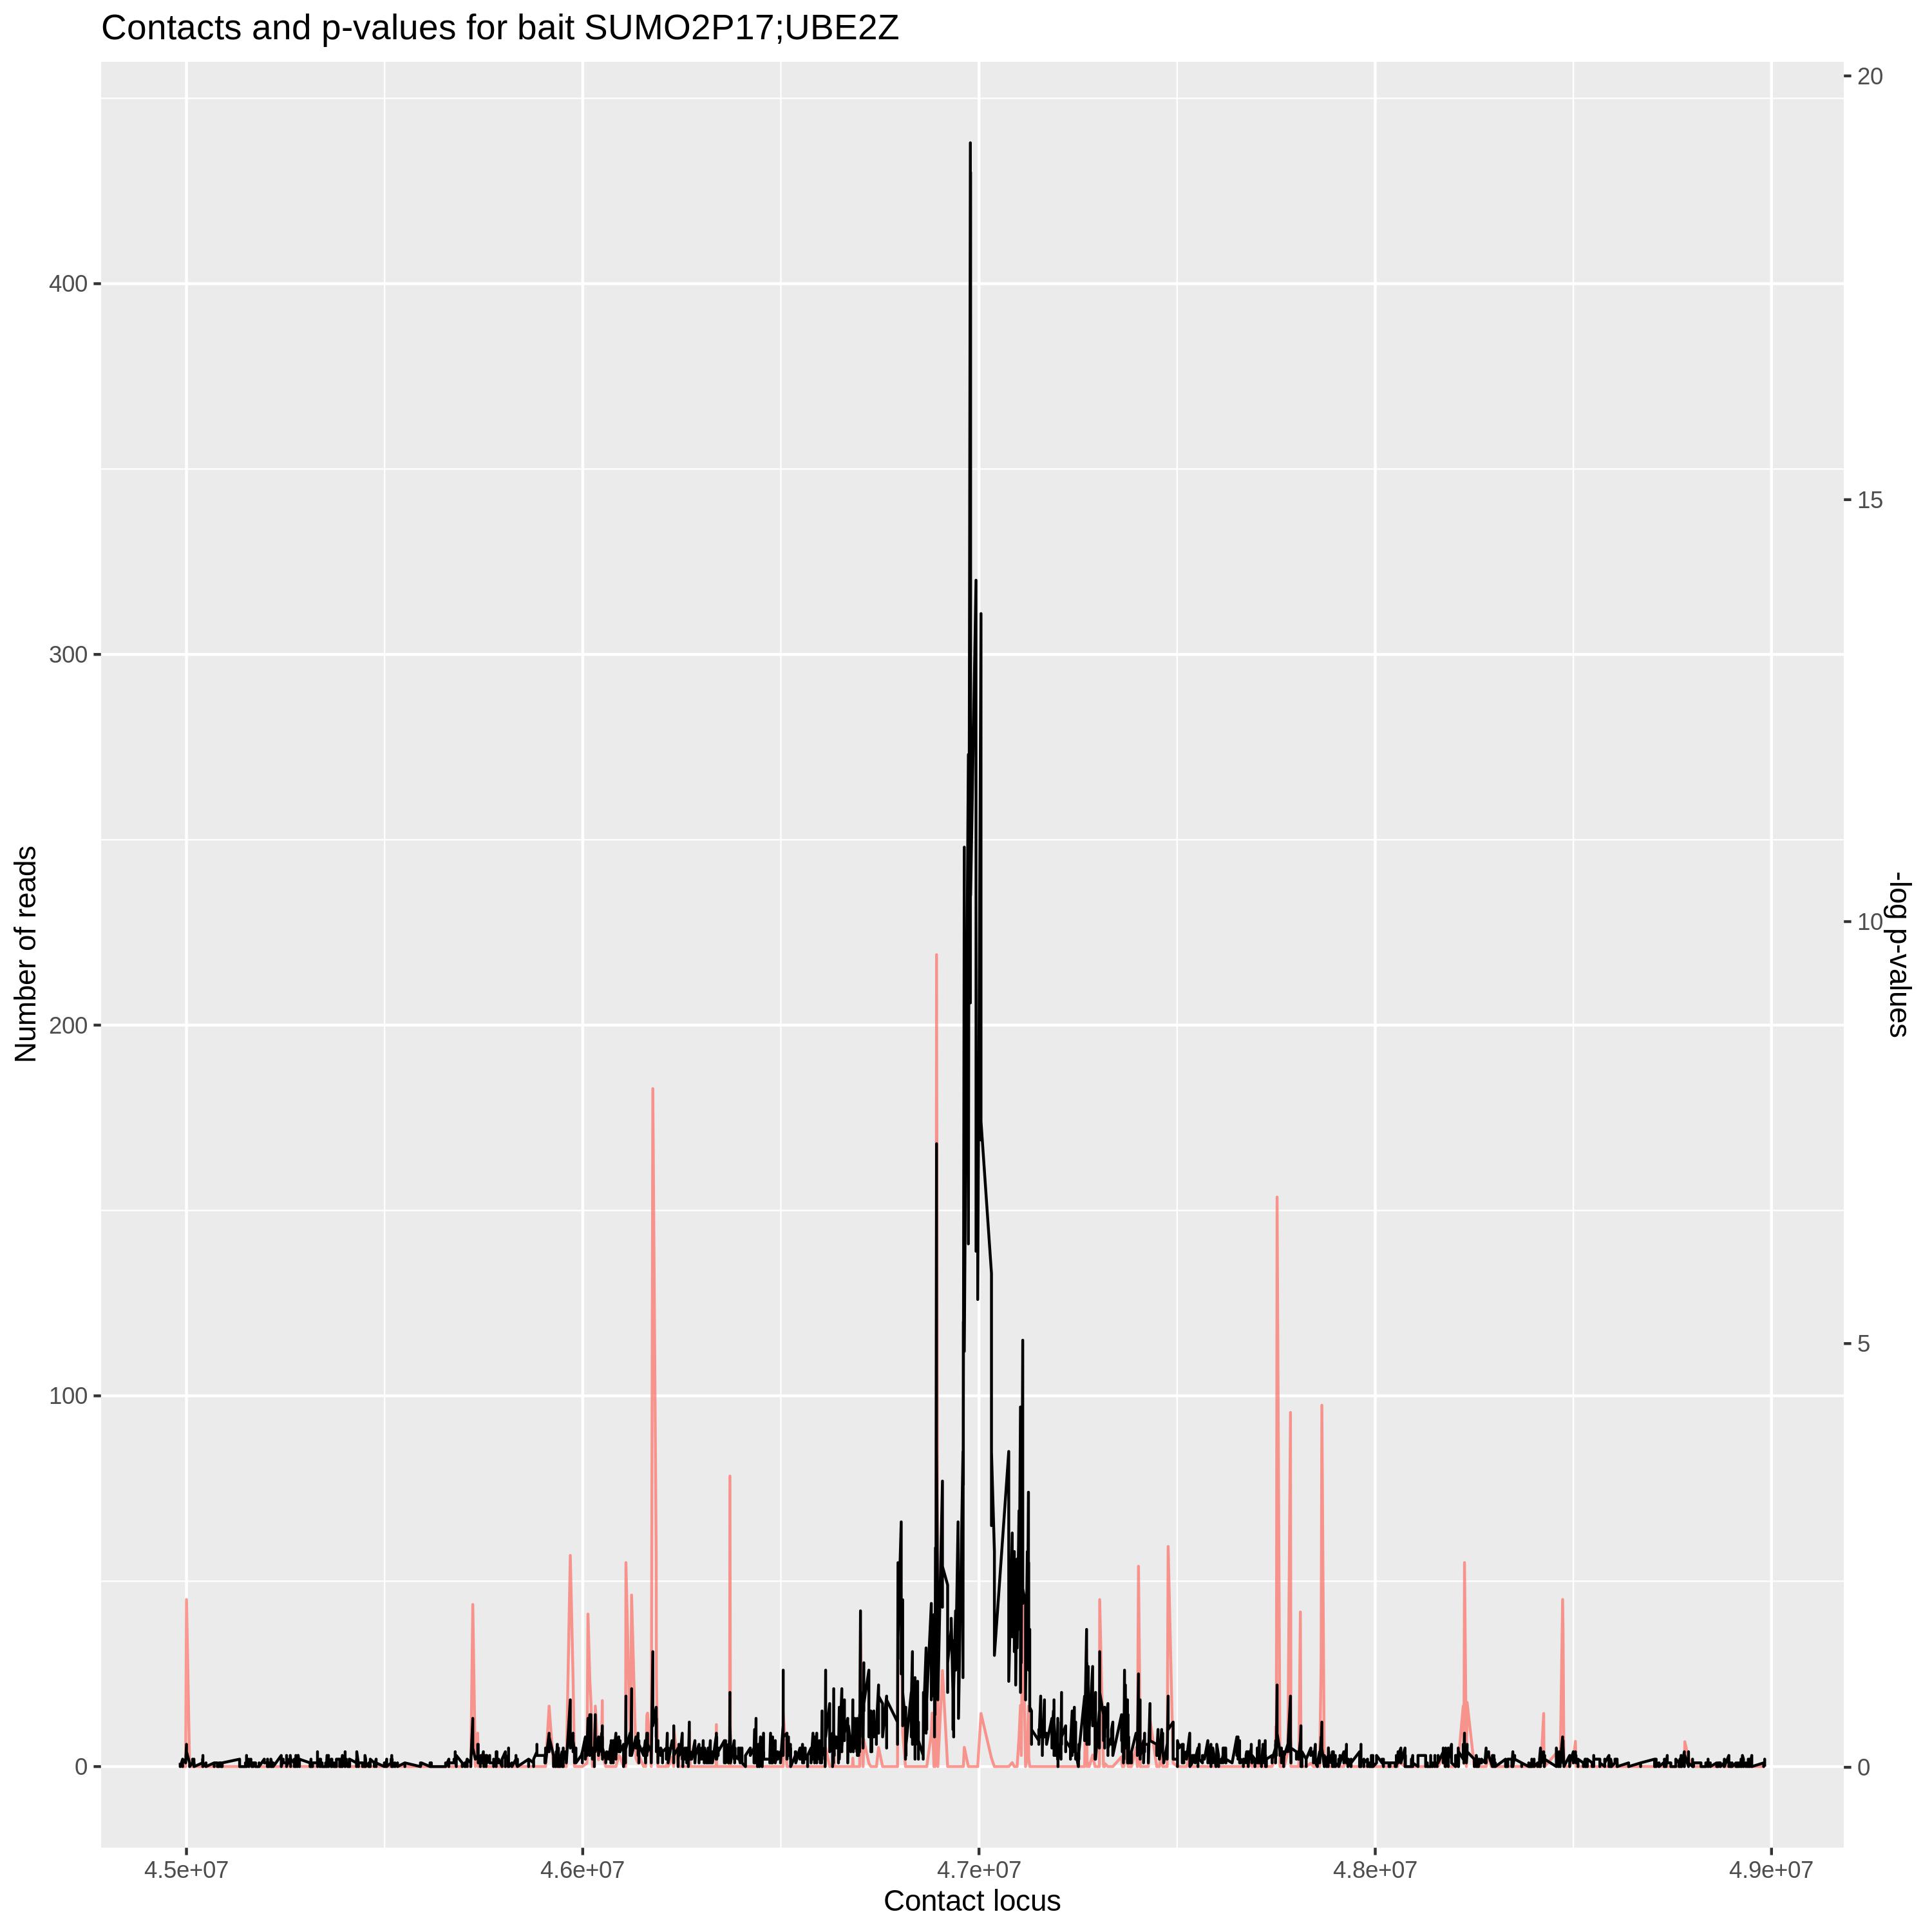 Contacts and p-values for bait SUMO2P17;UBE2Z
Number of reads
400
300
200
100
0
20
15
10
5
0
-log p-values
4.5e+07 4.6e+07 4.7e+07 4.8e+07 4.9e+07
Contact locus